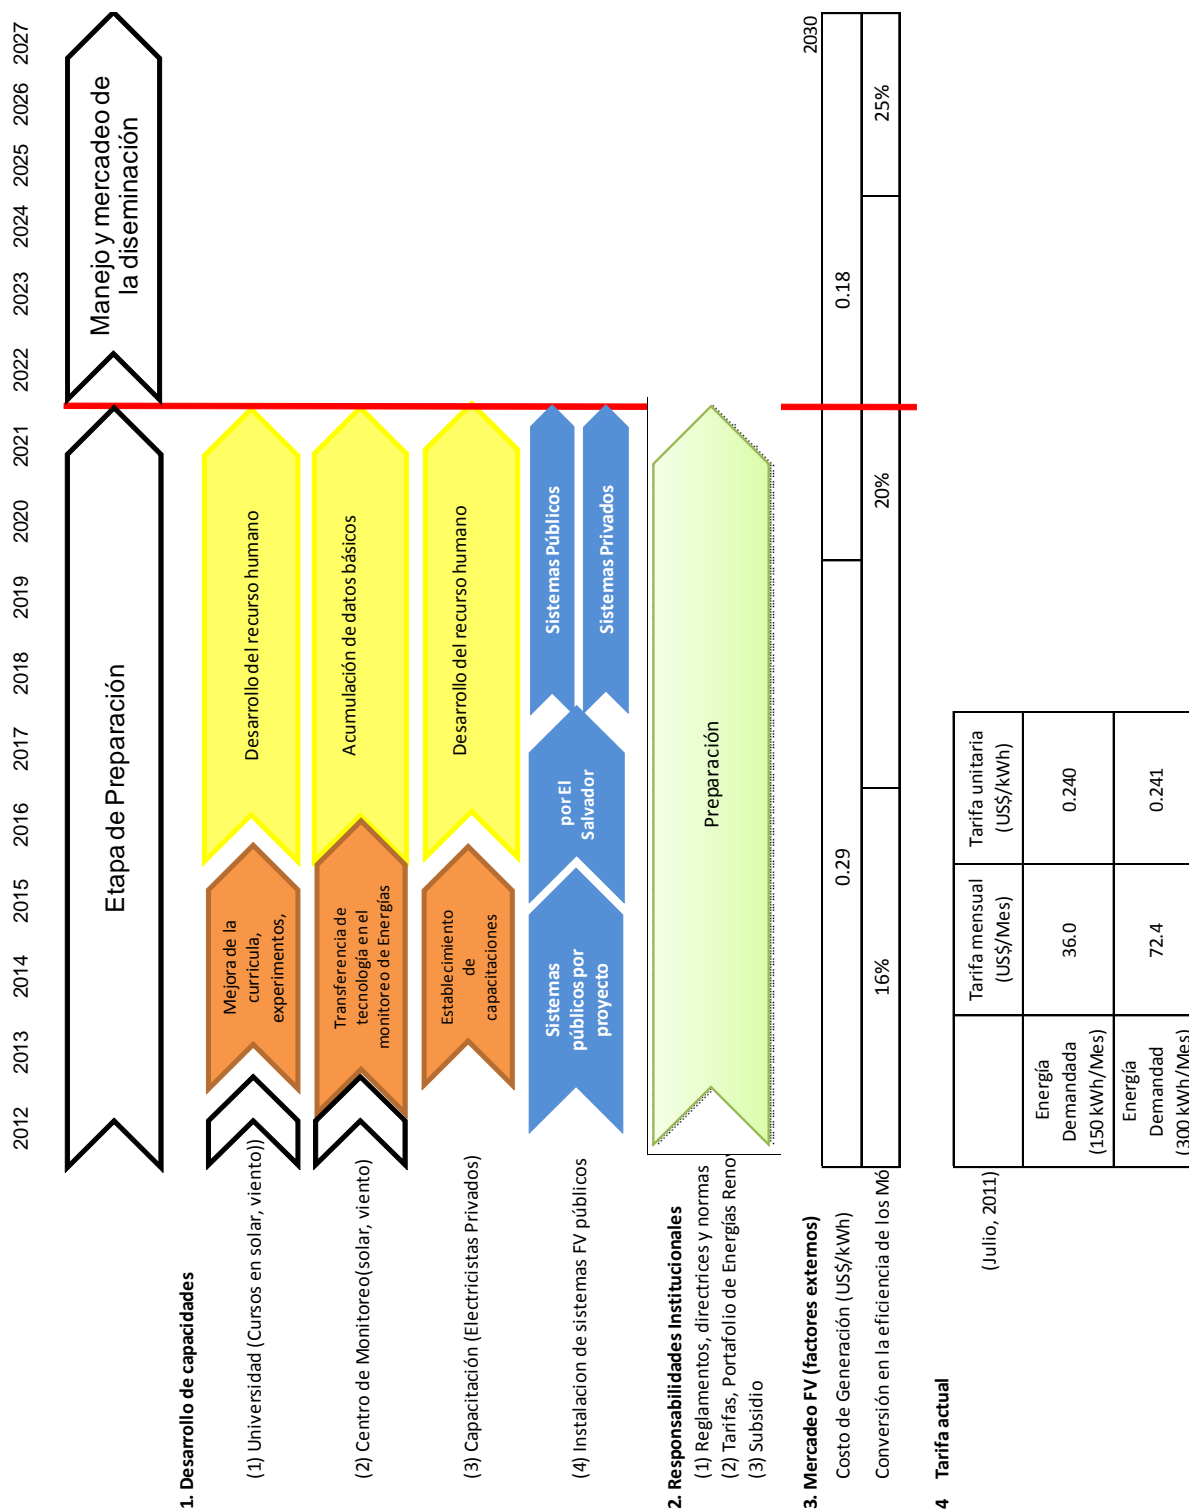 2012 2013 2014 2015 2016 2017 2018 2019 2020 2021 2022 2023 2024 2025 2026 2027
Etapa de Preparación
Manejo y mercadeo de
la diseminación
1. Desarrollo de capacidades
(1) Universidad (Cursos en solar, viento))
Mejora de la
curricula,
experimentos,
Desarrollo del recurso humano
(2) Centro de Monitoreo(solar, viento)
Transferencia de
tecnología en el
monitoreo de Energías
Acumulación de datos básicos
(3) Capacitación (Electricistas Privados)
Establecimiento
de
capacitaciones
Desarrollo del recurso humano
(4) Instalacion de sistemas FV públicos
Sistemas
públicos por
proyecto
por El
Salvador
Sistemas Públicos
Sistemas Privados
2. Responsabilidades Institucionales
(1) Reglamentos, directrices y normas
(2) Tarifas, Portafolio de Energías Reno
(3) Subsidio
Preparación
3. Mercadeo FV (factores externos)
2030
Costo de Generación (US$/kWh)
0.29
0.18
Conversión en la eficiencia de los Mó
16%
20%
25%
4 Tarifa actual
(Julio, 2011)
Tarifa mensual
(US$/Mes)
Tarifa unitaria
(US$/kWh)
Energía
Demandada
(150 kWh/Mes)
36.0
0.240
Energía
Demandad
(300 kWh/Mes)
72.4
0.241